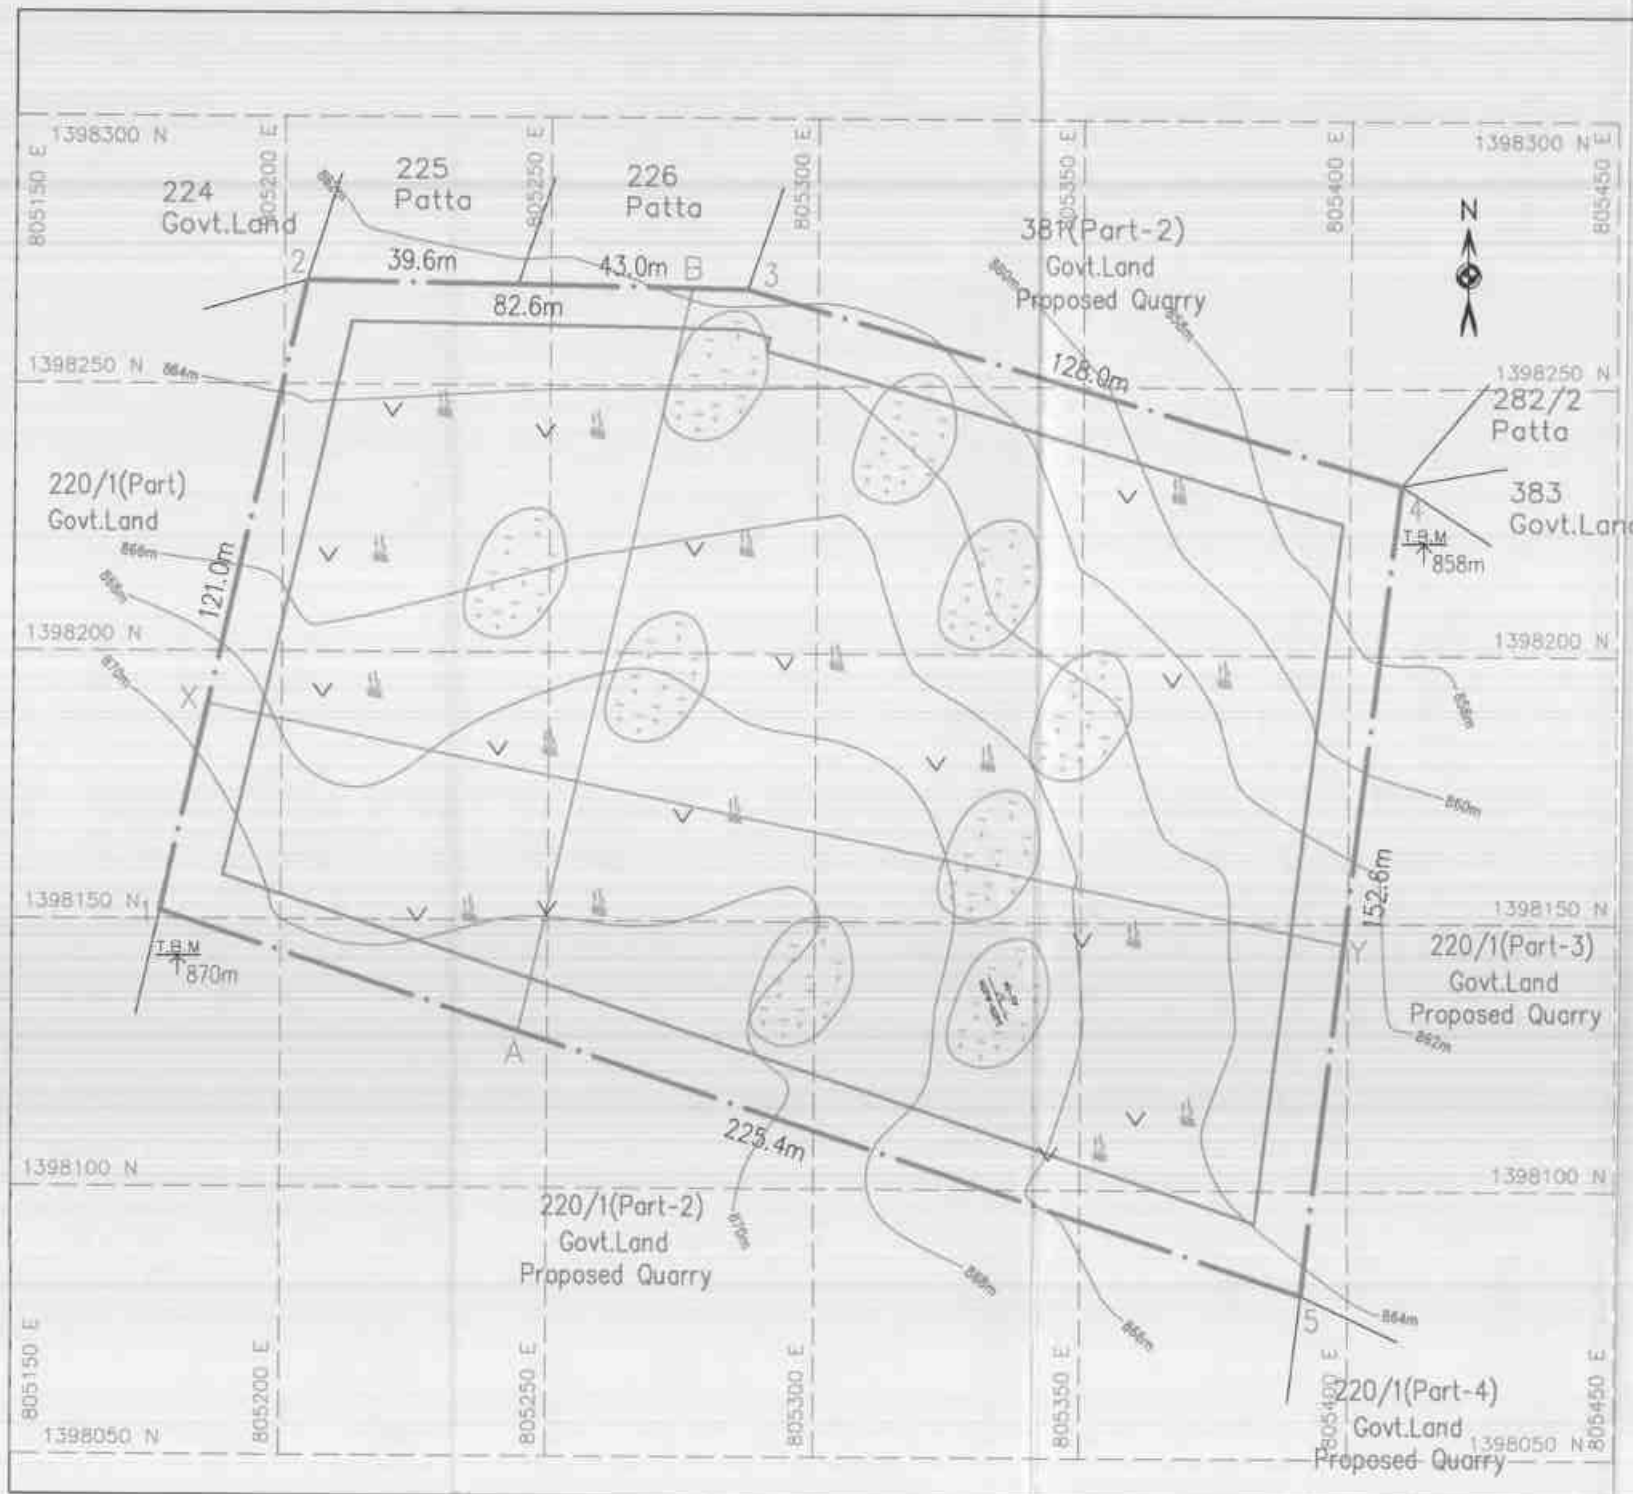 1398300 N
1398300 N
805150 E
805200 E
805250 E
805300 E
805350 E
805400 E
805450 E
N
224
Govt.Land
225
Patta
226
Patta
862m
381(Part-2)
Govt.Land
Proposed Quarry
860m
858m
2
39.6m
43.0m
B
3
82.6m
128.0m
1398250 N
864m
1398250 N
282/2
Patta
383
Govt.Land
4
T.B.M
858m
220/1(Part)
Govt.Land
866m
868m
121.0m
1398200 N
1398200 N
870m
X
858m
860m
152.6m
1398150 N
1
1398150 N
T.B.M
870m
Y
220/1(Part-3)
Govt.Land
Proposed Quarry
862m
A
225.4m
1398100 N
1398100 N
220/1(Part-2)
Govt.Land
Proposed Quarry
870m
868m
866m
864m
5
220/1(Part-4)
Govt.Land
Proposed Quarry
805150 E
805200 E
805250 E
805300 E
805350 E
805400 E
805450 E
1398050 N
1398050 N